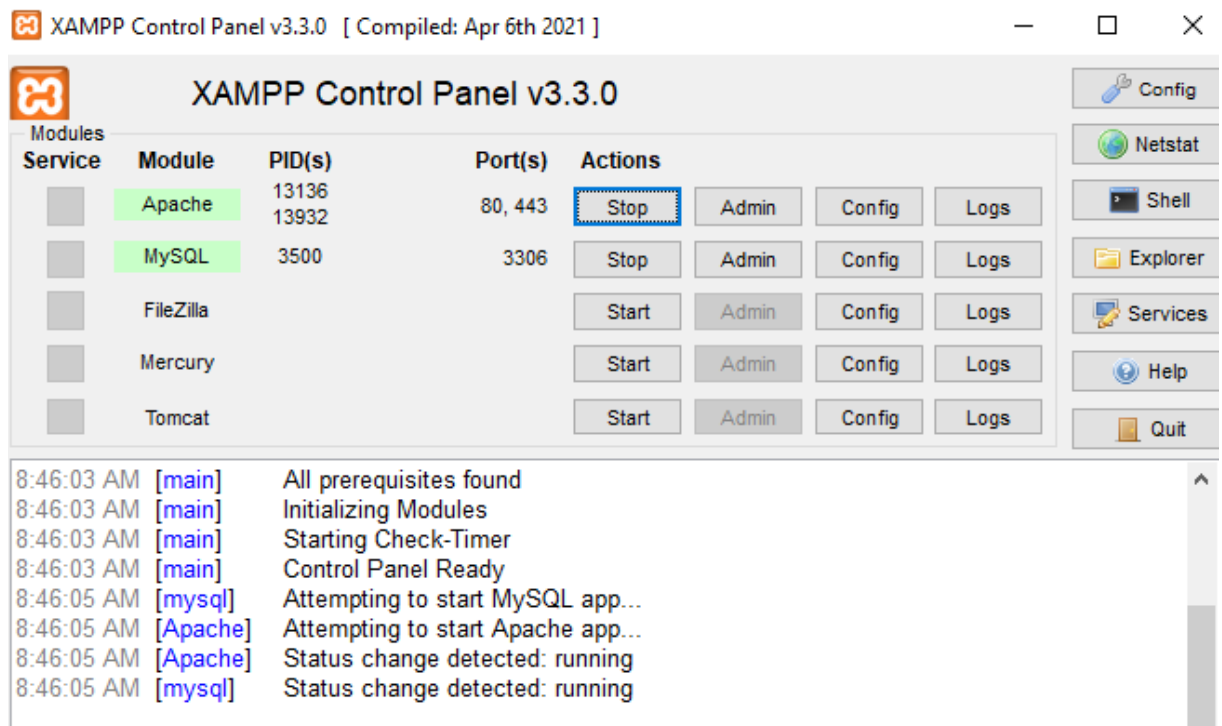 XAMPP Control Panel v3.3.0 [ Compiled: Apr 6th 2021 ]
XAMPP Control Panel v3.3.0
Config
Modules
Netstat
Service Module PID(s) Port(s) Actions
Apache 13136 13932 80, 443 Stop Admin Config Logs
Shell
MySQL 3500 3306 Stop Admin Config Logs
Explorer
FileZilla Start Admin Config Logs
Services
Mercury Start Admin Config Logs
Help
Tomcat Start Admin Config Logs
Quit
8:46:03 AM [main] All prerequisites found
8:46:03 AM [main] Initializing Modules
8:46:03 AM [main] Starting Check-Timer
8:46:03 AM [main] Control Panel Ready
8:46:05 AM [mysql] Attempting to start MySQL app...
8:46:05 AM [Apache] Attempting to start Apache app...
8:46:05 AM [Apache] Status change detected: running
8:46:05 AM [mysql] Status change detected: running